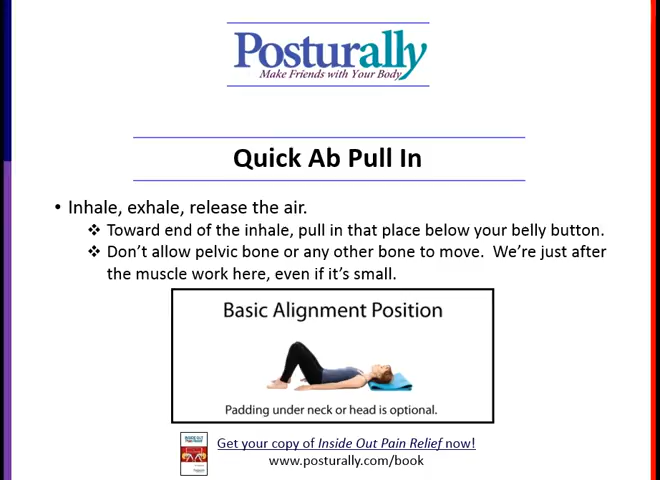 Posturally
Make Friends with Your Body
Quick Ab Pull In
• Inhale, exhale, release the air.
❖ Toward end of the inhale, pull in that place below your belly button.
❖ Don't allow pelvic bone or any other bone to move. We're just after
the muscle work here, even if it's small.
Basic Alignment Position
Padding under neck or head is optional.
INSIDE OUT
Get your copy of Inside Out Pain Relief now!
www.posturally.com/book